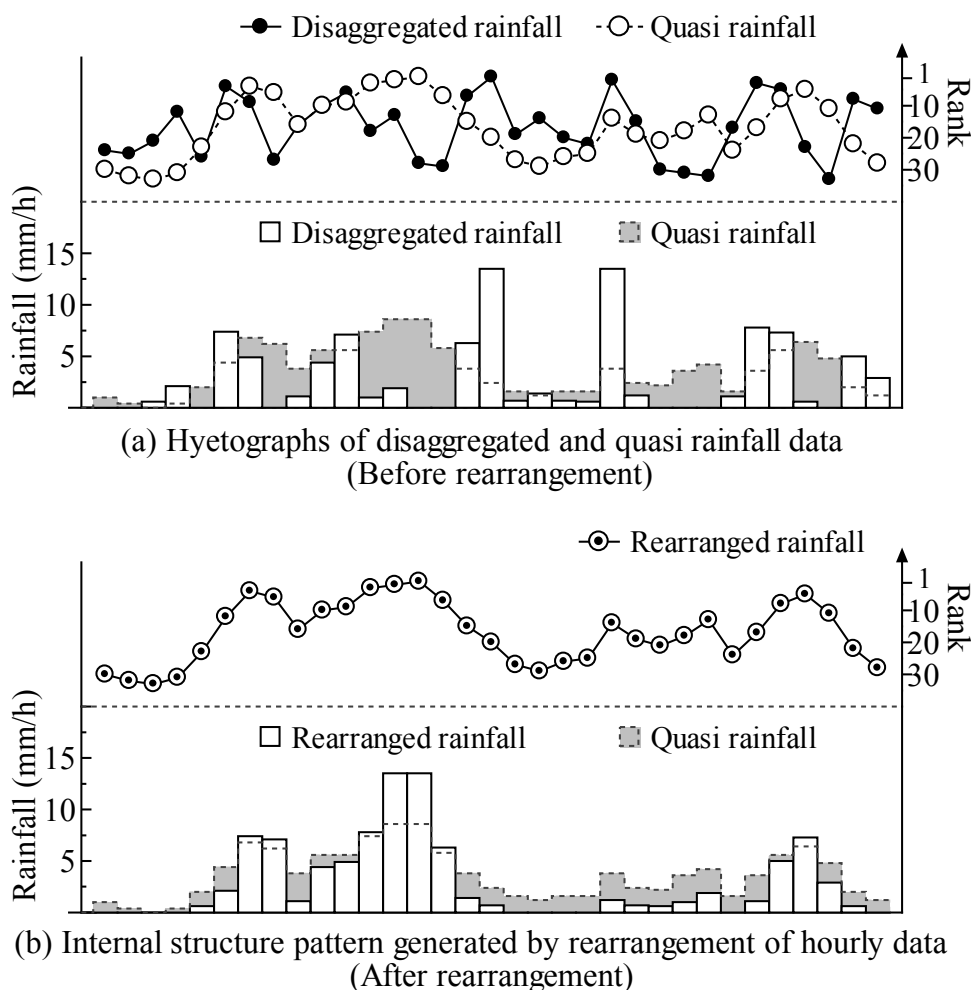 Disaggregated rainfall Quasi rainfall
1
10
20
30
Rank
Disaggregated rainfall Quasi rainfall
15
10
5
Rainfall (mm/h)
(a) Hyetographs of disaggregated and quasi rainfall data
(Before rearrangement)
Rearranged rainfall
1
10
20
30
Rank
Rearranged rainfall Quasi rainfall
15
10
5
Rainfall (mm/h)
(b) Internal structure pattern generated by rearrangement of hourly data
(After rearrangement)